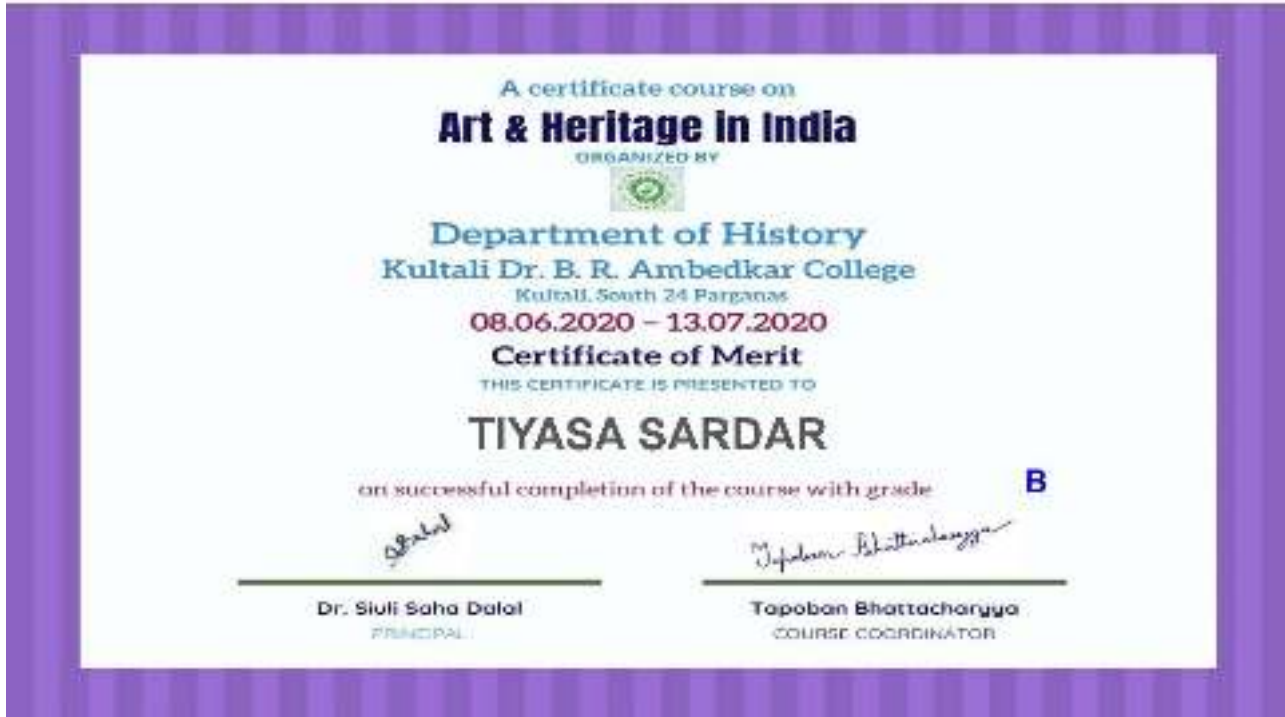 A certificate course on
Art & Heritage in India
ORGANIZED BY
Department of History
Kultali Dr. B. R. Ambedkar College
Kultali, South 24 Parganas
08.06.2020 – 13.07.2020
Certificate of Merit
THIS CERTIFICATE IS PRESENTED TO
TIYASA SARDAR
on successful completion of the course with grade B
Tapoban Bhattacharyya
Dr. Siuli Saha Dalal
Tapoban Bhattacharyya
PRINCIPAL
COURSE COORDINATOR